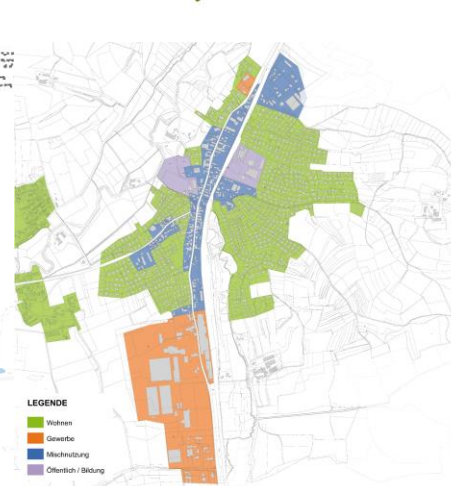 LEGENDE
Wohnen
Gewerbe
Mischnutzung
Öffentlich / Bildung